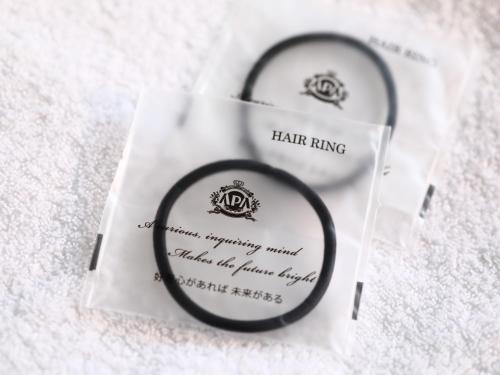 HAIR RING
APA
HAIR RING
APA
A curious, inquiring mind
Makes the future bright
好奇心があれば 未来がある